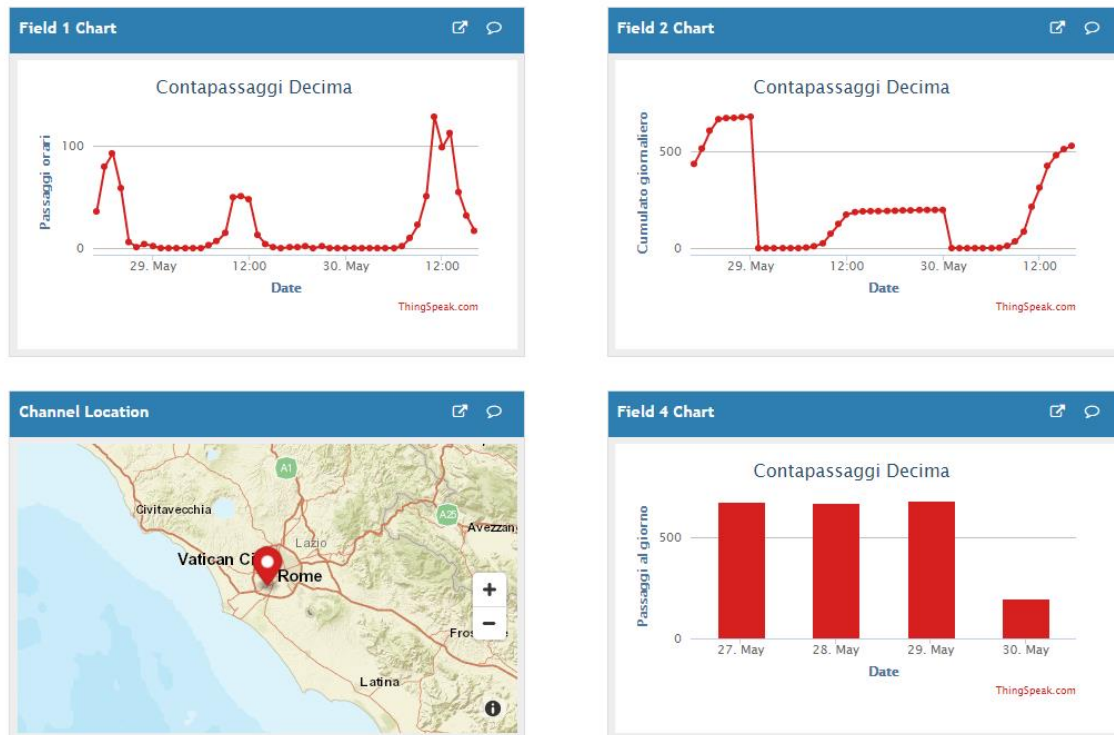 Field 1 Chart
Contapassaggi Decima
Passaggi orari
100
0
29. May 12:00 30. May 12:00
Date
ThingSpeak.com
Field 2 Chart
Contapassaggi Decima
Cumulato giornaliero
500
0
29. May 12:00 30. May 12:00
Date
ThingSpeak.com
Channel Location
A1
Civitavecchia
A25
Avezzan
Lazio
Vatican Ci
Rome
+
−
Fros
e
Latina
Field 4 Chart
Contapassaggi Decima
Passaggi al giorno
500
0
27. May 28. May 29. May 30. May
Date
ThingSpeak.com